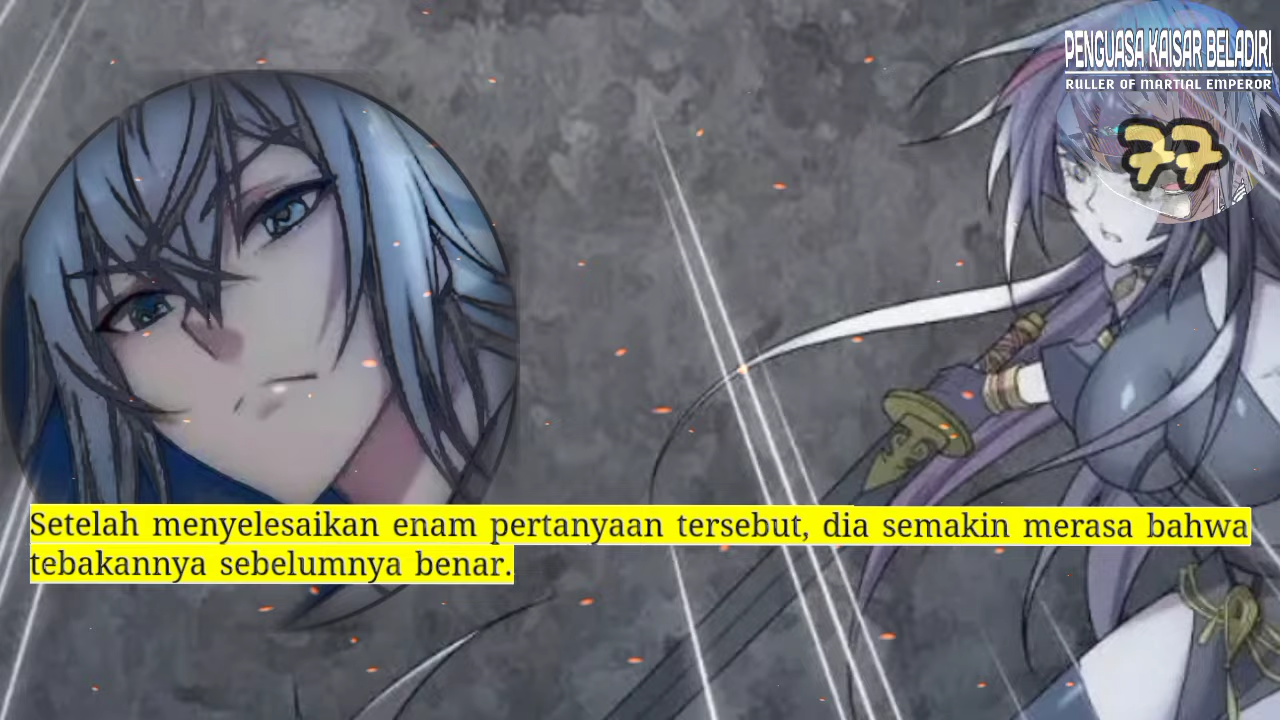 PENGUASA KAISAR BELADIRI
RULLER OF MARTIAL EMPEROR
77
Setelah menyelesaikan enam pertanyaan tersebut, dia semakin merasa bahwa
tebakannya sebelumnya benar.